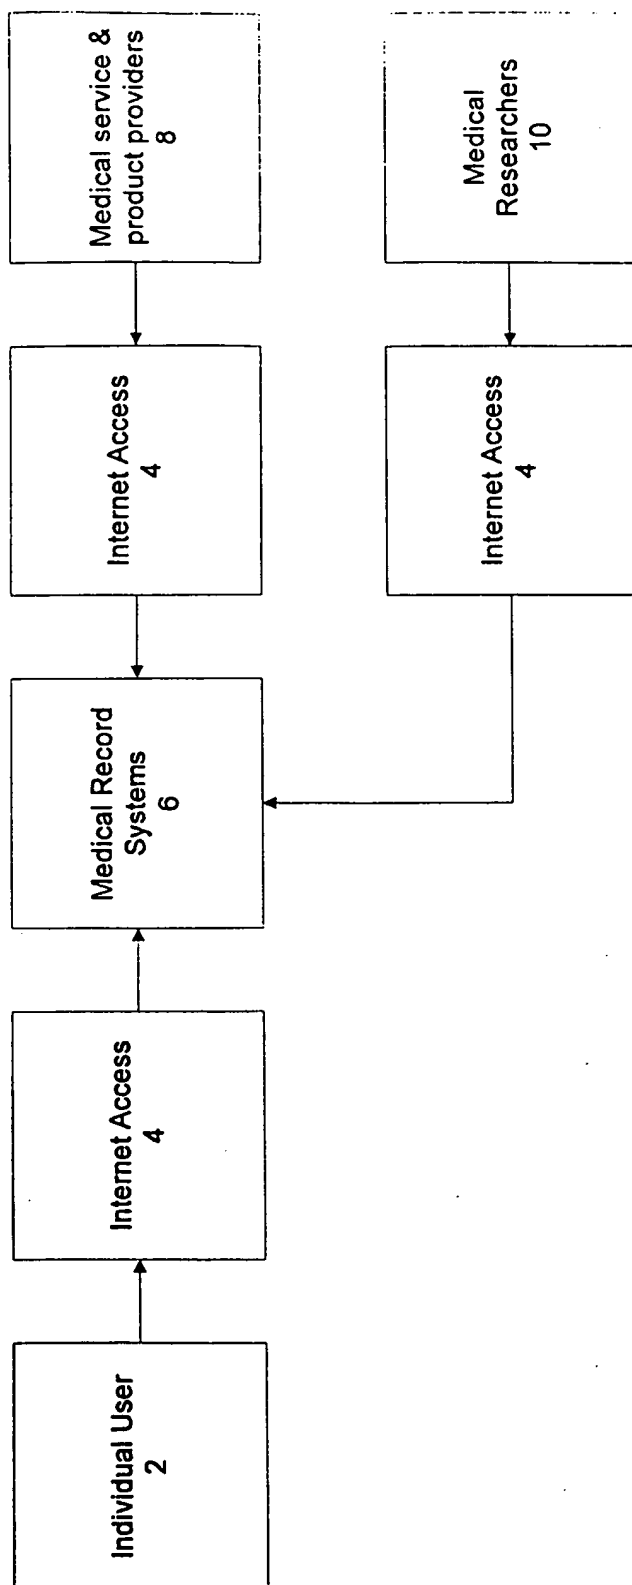 Individual User
2
Internet Access
4
Medical Record
Systems
6
Internet Access
4
Medical service &
product providers
8
Internet Access
4
Medical
Researchers
10